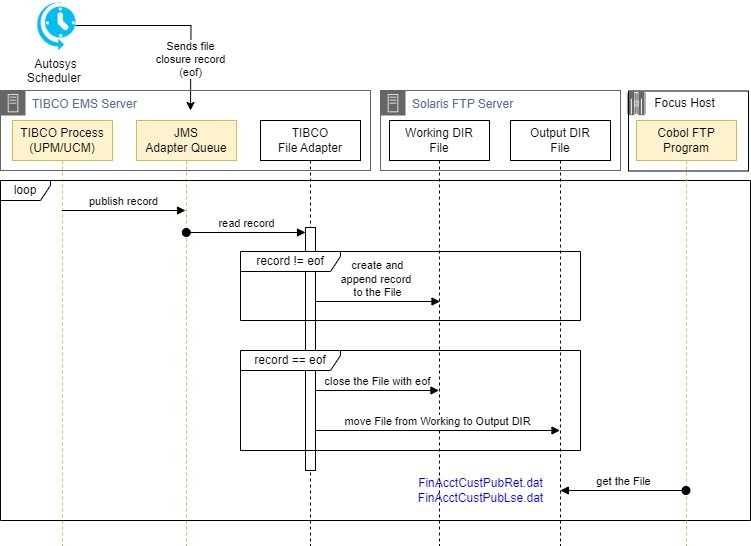 Autosys
Scheduler
Sends file
closure record
(eof)
TIBCO EMS Server
Solaris FTP Server
Focus Host
TIBCO Process
(UPM/UCM)
JMS
Adapter Queue
TIBCO
File Adapter
Working DIR
File
Output DIR
File
Cobol FTP
Program
loop
publish record
read record
record != eof
create and
append record
to the File
record == eof
close the File with eof
move File from Working to Output DIR
FinAcctCustPubRet.dat
FinAcctCustPubLse.dat
get the File